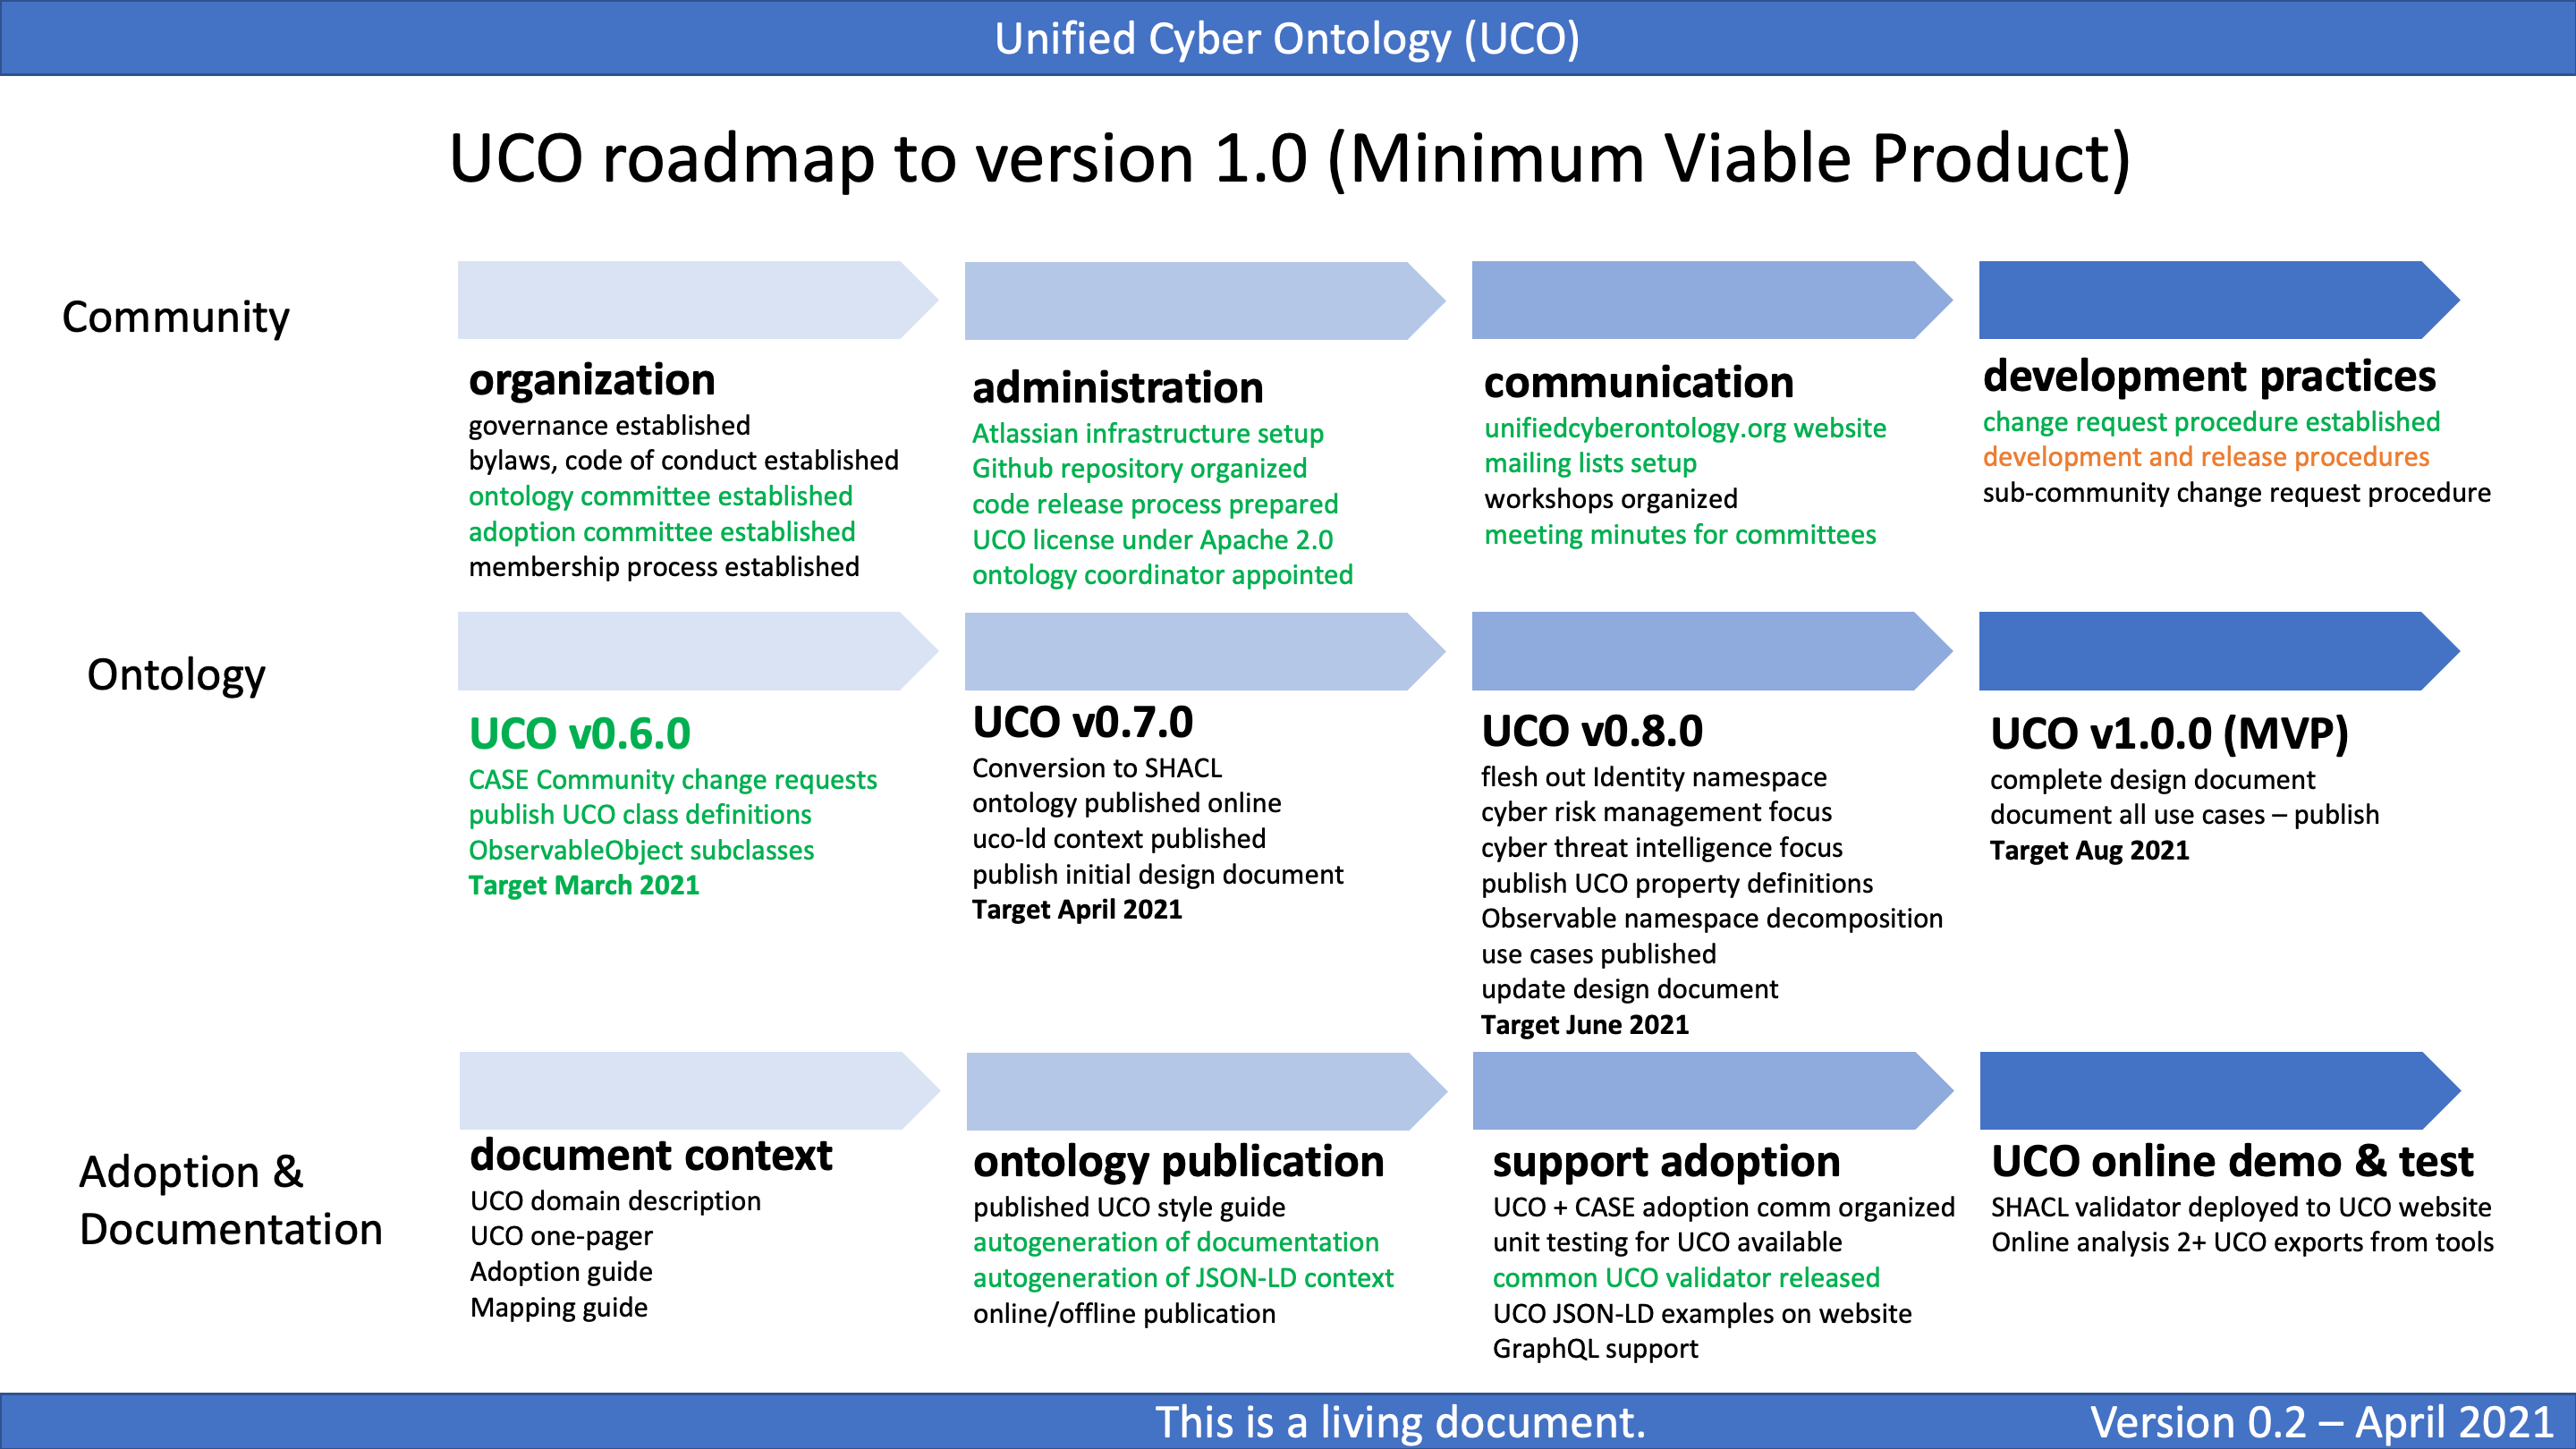 Unified Cyber Ontology (UCO)
UCO roadmap to version 1.0 (Minimum Viable Product)
Community
organization
governance established
bylaws, code of conduct established
ontology committee established
adoption committee established
membership process established
administration
Atlassian infrastructure setup
Github repository organized
code release process prepared
UCO license under Apache 2.0
ontology coordinator appointed
communication
unifiedcyberontology.org website
mailing lists setup
workshops organized
meeting minutes for committees
development practices
change request procedure established
development and release procedures
sub-community change request procedure
Ontology
UCO v0.6.0
CASE Community change requests
publish UCO class definitions
ObservableObject subclasses
Target March 2021
UCO v0.7.0
Conversion to SHACL
ontology published online
uco-ld context published
publish initial design document
Target April 2021
UCO v0.8.0
flesh out Identity namespace
cyber risk management focus
cyber threat intelligence focus
publish UCO property definitions
Observable namespace decomposition
use cases published
update design document
Target June 2021
UCO v1.0.0 (MVP)
complete design document
document all use cases – publish
Target Aug 2021
Adoption &
Documentation
document context
UCO domain description
UCO one-pager
Adoption guide
Mapping guide
ontology publication
published UCO style guide
autogeneration of documentation
autogeneration of JSON-LD context
online/offline publication
support adoption
UCO + CASE adoption comm organized
unit testing for UCO available
common UCO validator released
UCO JSON-LD examples on website
GraphQL support
UCO online demo & test
SHACL validator deployed to UCO website
Online analysis 2+ UCO exports from tools
This is a living document.
Version 0.2 – April 2021